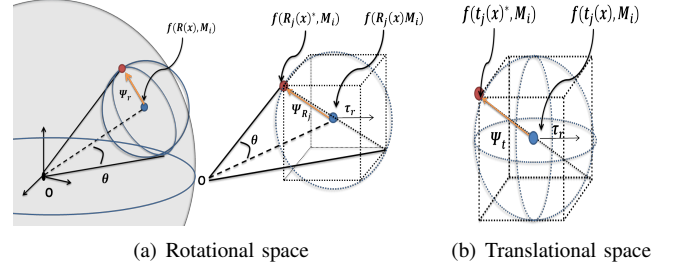 f(R(x), M_i)
Ψ_r
θ
O
f(R_j(x)^*, M_i)
f(R_j(x)M_i)
Ψ_{R_j}
τ_r
θ
O
f(t_j(x)^*, M_i)
f(t_j(x), M_i)
Ψ_t
τ_r
(a) Rotational space
(b) Translational space